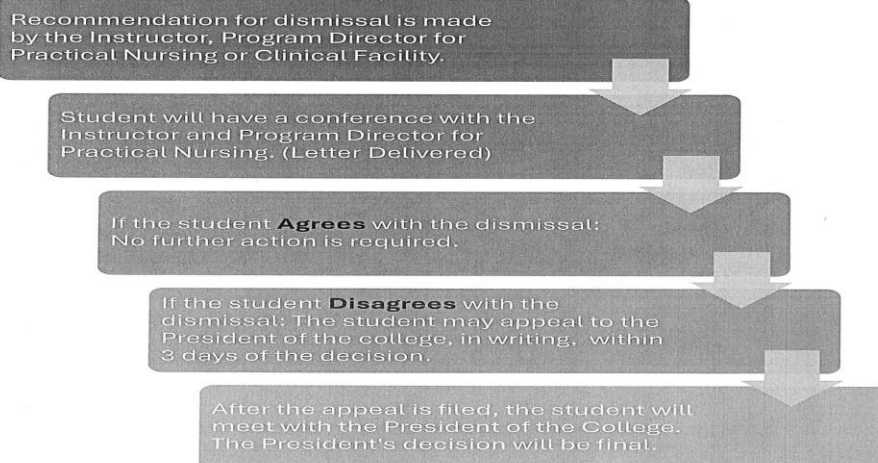 Recommendation for dismissal is made
by the Instructor, Program Director for
Practical Nursing or Clinical Facility.
Student will have a conference with the
Instructor and Program Director for
Practical Nursing. (Letter Delivered)
If the student Agrees with the dismissal:
No further action is required.
If the student Disagrees with the
dismissal: The student may appeal to the
President of the college, in writing, within
3 days of the decision.
After the appeal is filed, the student will
meet with the President of the College.
The President's decision will be final.